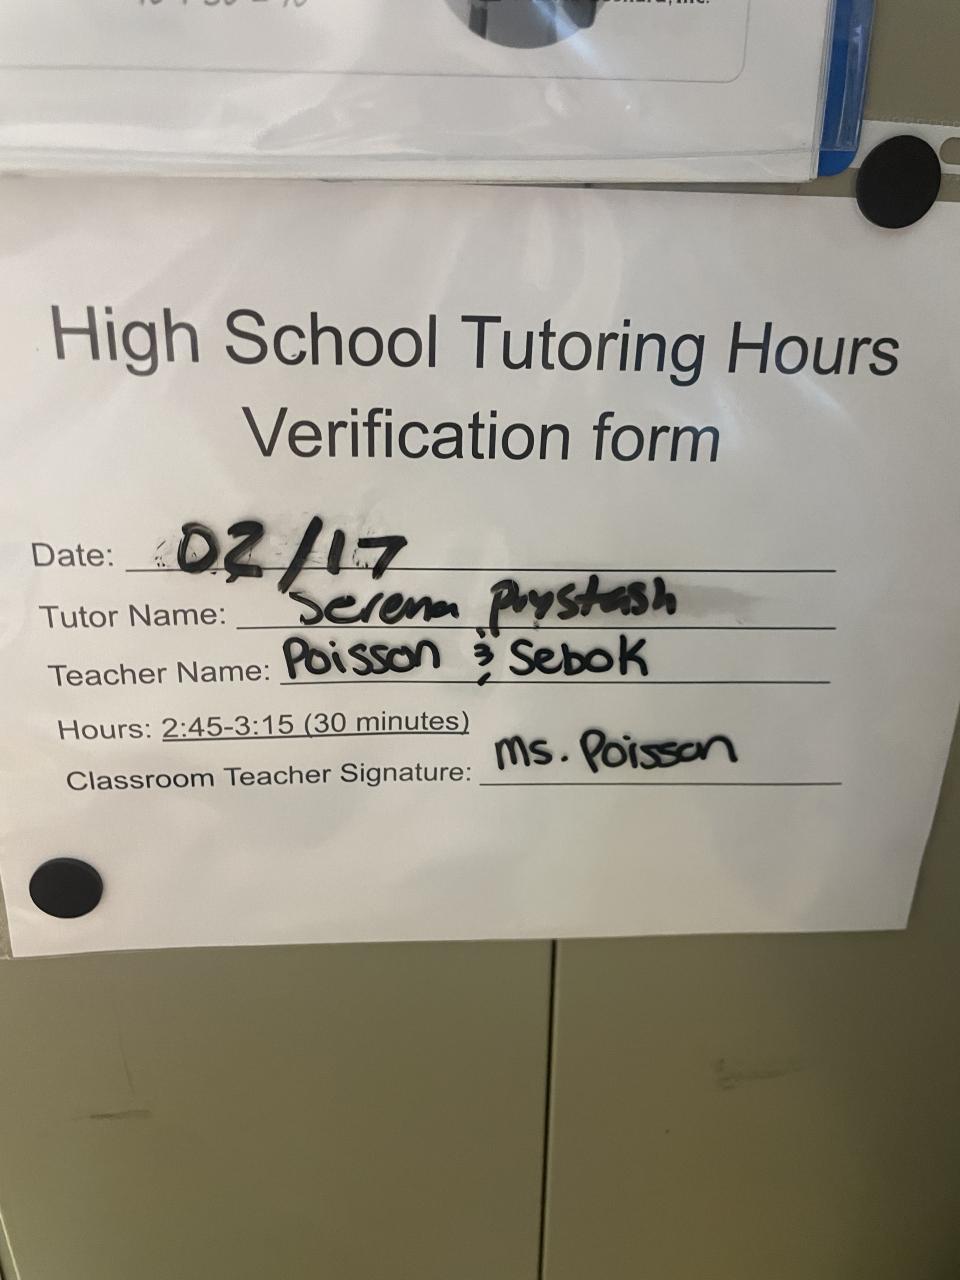 High School Tutoring Hours
Verification form
Date: 02/17
Tutor Name: Serena Prystash
Teacher Name: Poisson & Sebok
Hours: 2:45-3:15 (30 minutes)
Classroom Teacher Signature: Ms. Poisson